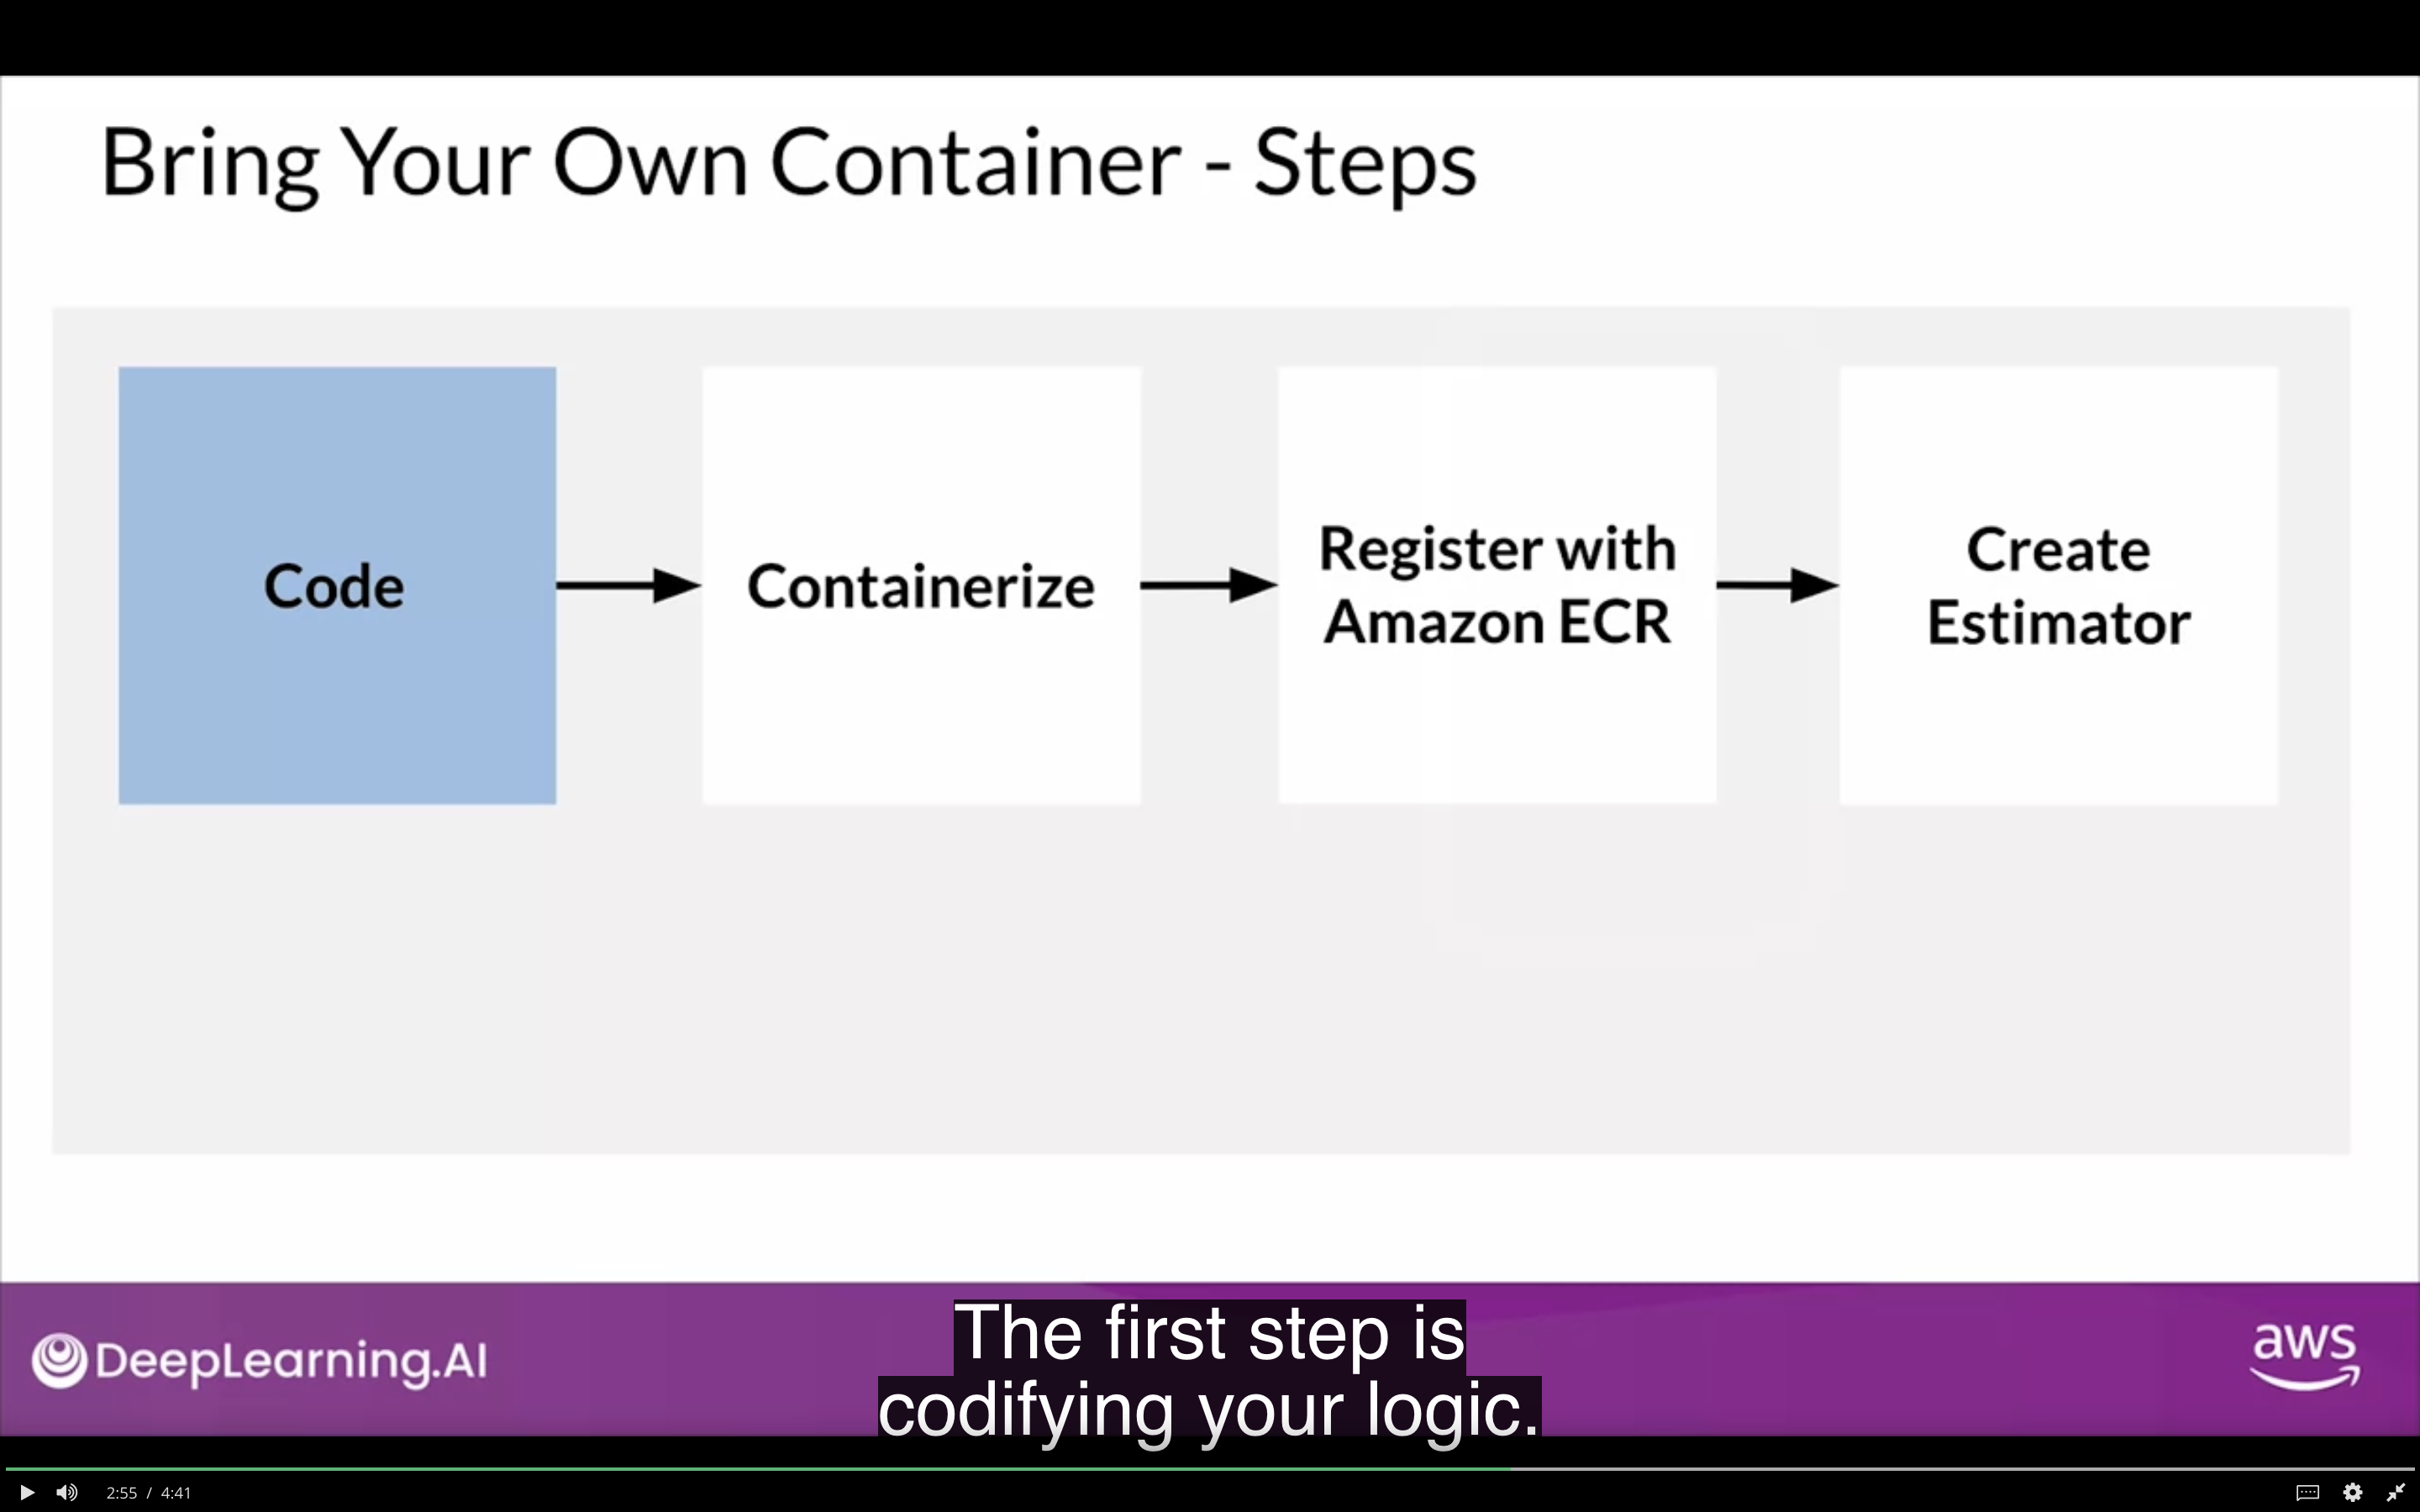 Bring Your Own Container - Steps
Code
Containerize
Register with
Amazon ECR
Create
Estimator
DeepLearning.AI
The first step is
codifying your logic.
aws
2:55 / 4:41